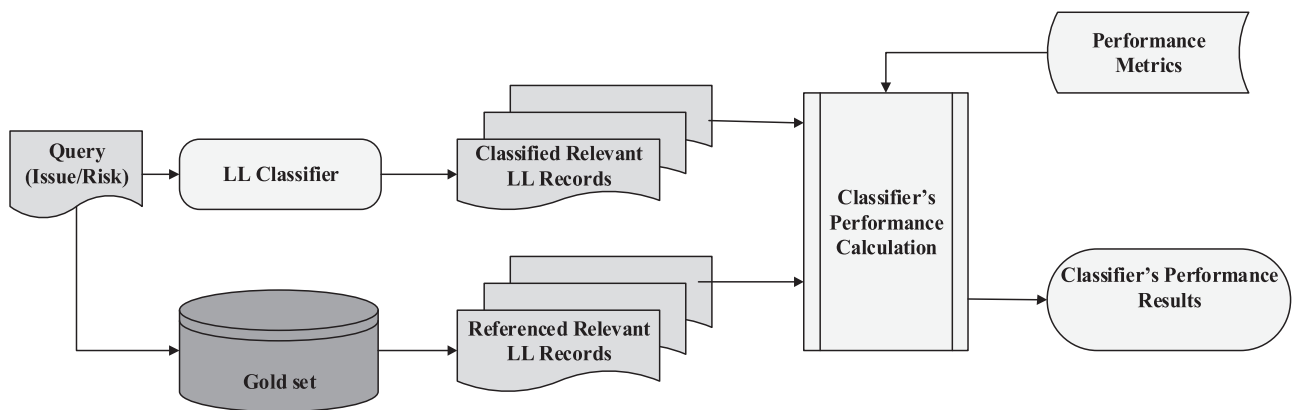 Query
(Issue/Risk)
LL Classifier
Classified Relevant
LL Records
Performance
Metrics
Classifier's
Performance
Calculation
Gold set
Referenced Relevant
LL Records
Classifier's Performance
Results